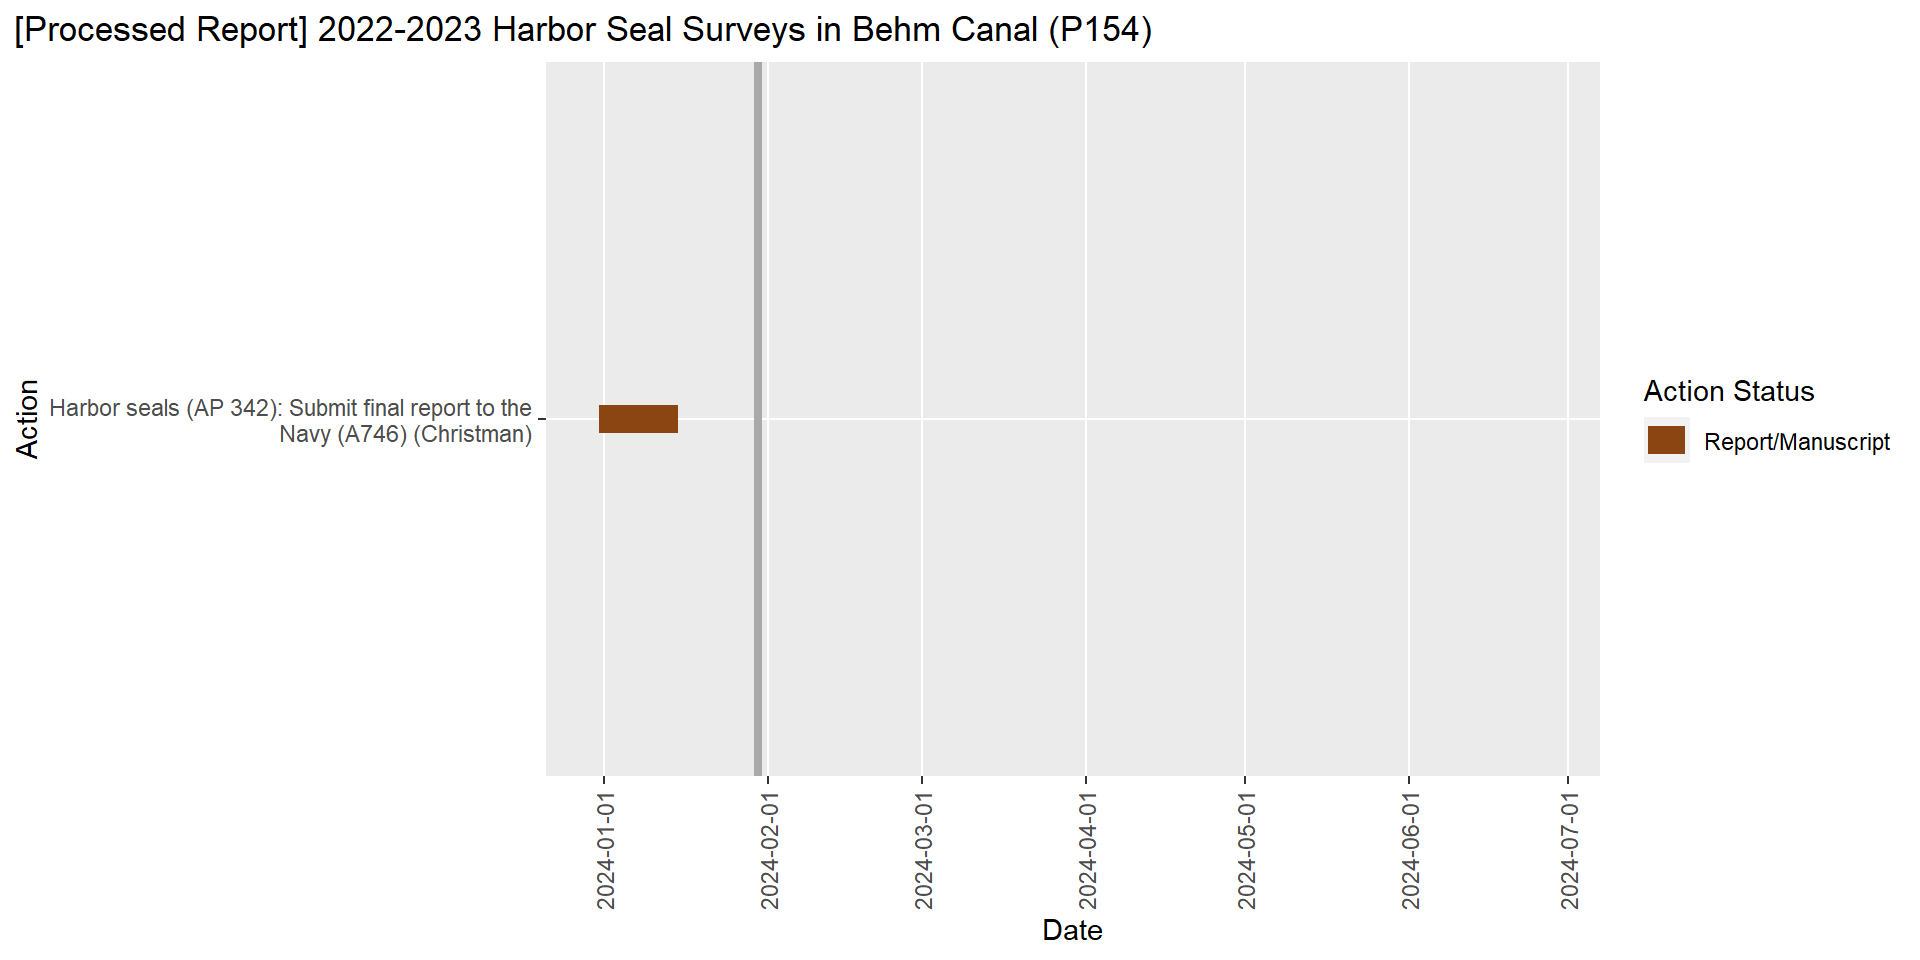 [Processed Report] 2022-2023 Harbor Seal Surveys in Behm Canal (P154)
Action
Harbor seals (AP 342): Submit final report to the
Navy (A746) (Christman)
Action Status
Report/Manuscript
2024-01-01
2024-02-01
2024-03-01
2024-04-01
2024-05-01
2024-06-01
2024-07-01
Date